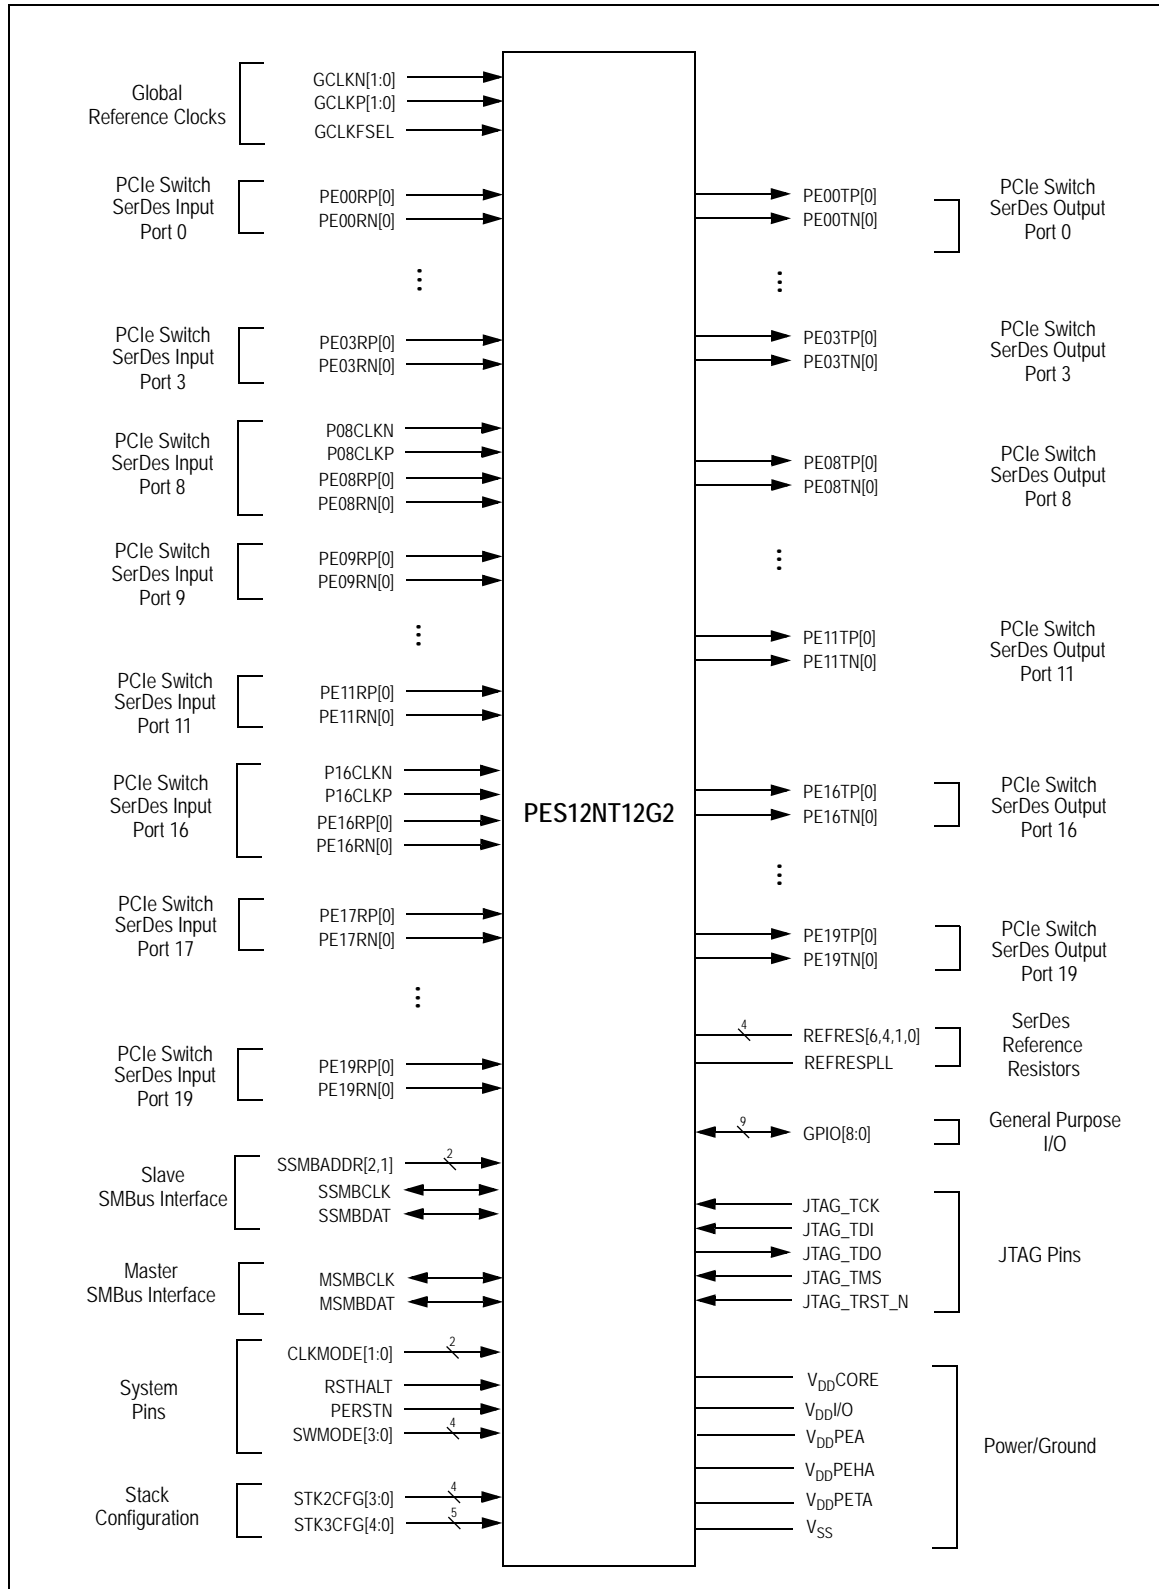 Global
Reference Clocks
GCLKN[1:0]
GCLKP[1:0]
GCLKFSEL
PCIe Switch
SerDes Input
Port 0
PE00RP[0]
PE00RN[0]
PCIe Switch
SerDes Input
Port 3
PE03RP[0]
PE03RN[0]
PCIe Switch
SerDes Input
Port 8
P08CLKN
P08CLKP
PE08RP[0]
PE08RN[0]
PCIe Switch
SerDes Input
Port 9
PE09RP[0]
PE09RN[0]
PCIe Switch
SerDes Input
Port 11
PE11RP[0]
PE11RN[0]
PCIe Switch
SerDes Input
Port 16
P16CLKN
P16CLKP
PE16RP[0]
PE16RN[0]
PCIe Switch
SerDes Input
Port 17
PE17RP[0]
PE17RN[0]
PCIe Switch
SerDes Input
Port 19
PE19RP[0]
PE19RN[0]
Slave
SMBus Interface
SSMBADDR[2,1]
2
SSMBCLK
SSMBDAT
Master
SMBus Interface
MSMBCLK
MSMBDAT
System
Pins
CLKMODE[1:0]
2
RSTHALT
PERSTN
SWMODE[3:0]
4
Stack
Configuration
STK2CFG[3:0]
4
STK3CFG[4:0]
5
PES12NT12G2
PE00TP[0]
PE00TN[0]
PCIe Switch
SerDes Output
Port 0
PE03TP[0]
PE03TN[0]
PCIe Switch
SerDes Output
Port 3
PE08TP[0]
PE08TN[0]
PCIe Switch
SerDes Output
Port 8
PE11TP[0]
PE11TN[0]
PCIe Switch
SerDes Output
Port 11
PE16TP[0]
PE16TN[0]
PCIe Switch
SerDes Output
Port 16
PE19TP[0]
PE19TN[0]
PCIe Switch
SerDes Output
Port 19
4
REFRES[6,4,1,0]
REFRESPLL
SerDes
Reference
Resistors
9
GPIO[8:0]
General Purpose
I/O
JTAG_TCK
JTAG_TDI
JTAG_TDO
JTAG_TMS
JTAG_TRST_N
JTAG Pins
VDDCORE
VDDI/O
VDDPEA
VDDPEHA
VDDPETA
VSS
Power/Ground